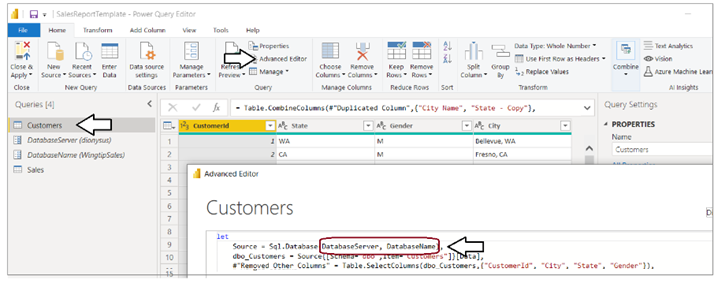 SalesReportTemplate - Power Query Editor
File Home Transform Add Column View Tools Help
Close & Apply
New Source
Recent Sources
Enter Data
Data source settings
Manage Parameters
Refresh Preview
Properties
Advanced Editor
Manage
Choose Columns
Remove Columns
Keep Rows
Remove Rows
Split Column
Group By
Data Type: Whole Number
Use First Row as Headers
Replace Values
Combine
Text Analytics
Vision
Azure Machine Lear
Close New Query Data Sources Parameters Query Manage Columns Reduce Rows Sort Transform AI Insights
Queries [4]
= Table.CombineColumns(#"Duplicated Column",{"City Name", "State - Copy"},
Query Settings
Customers
DatabaseServer (dionysus)
DatabaseName (WingtipSales)
Sales
CustomerId State Gender City
1 1 WA M Bellevue, WA
2 2 CA M Fresno, CA
PROPERTIES
Name
Customers
Advanced Editor
Customers
let
Source = Sql.Database(DatabaseServer, DatabaseName),
dbo_Customers = Source{[Schema="dbo",Item="Customers"]}[Data],
#"Removed Other Columns" = Table.SelectColumns(dbo_Customers,{"CustomerId", "City", "State", "Gender"}),